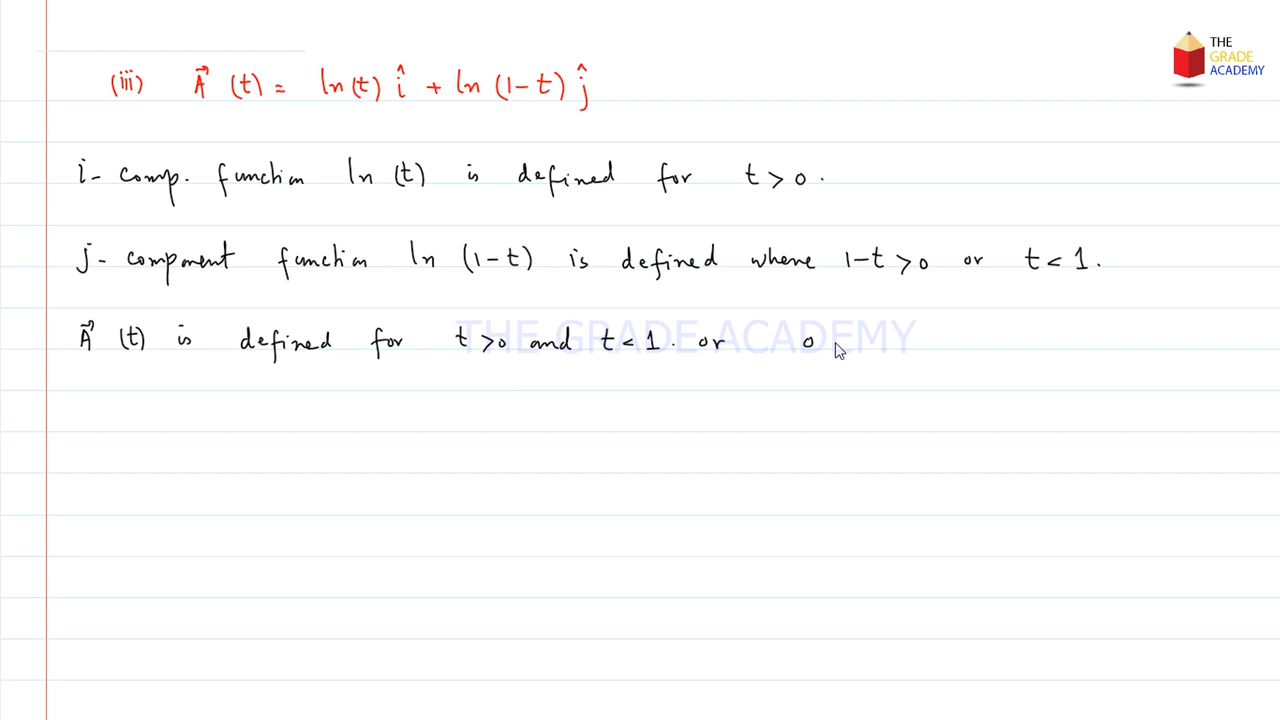 THE
GRADE
ACADEMY
(iii) A⃗ (t) = ln(t) î + ln (1-t) ĵ
i- comp. function ln (t) is defined for t > 0.
j- component function ln (1-t) is defined where 1-t > 0 or t < 1.
A⃗ (t) is defined for t > 0 and t < 1. or 0
THE GRADE ACADEMY